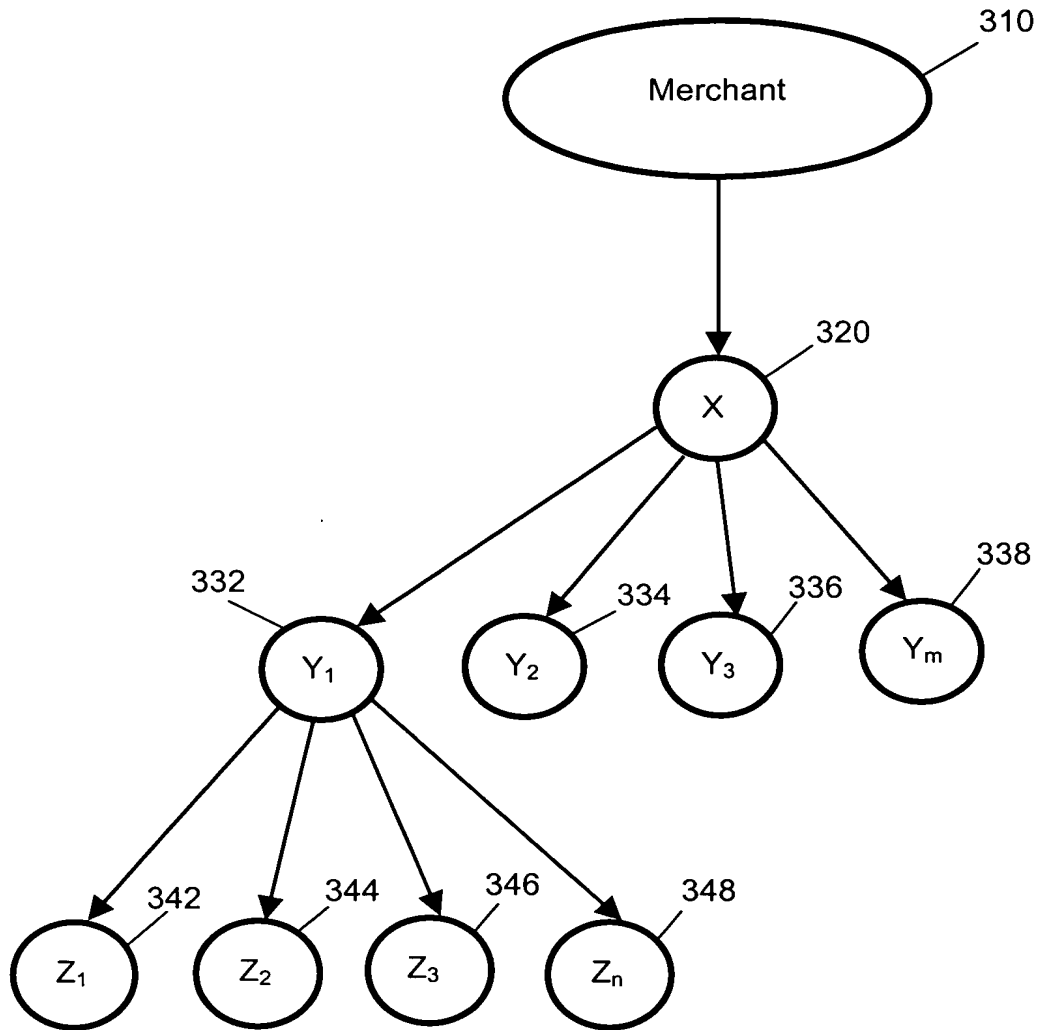 310
Merchant
320
X
332
334
336
338
Y₁
Y₂
Y₃
Yₘ
342
344
346
348
Z₁
Z₂
Z₃
Zₙ